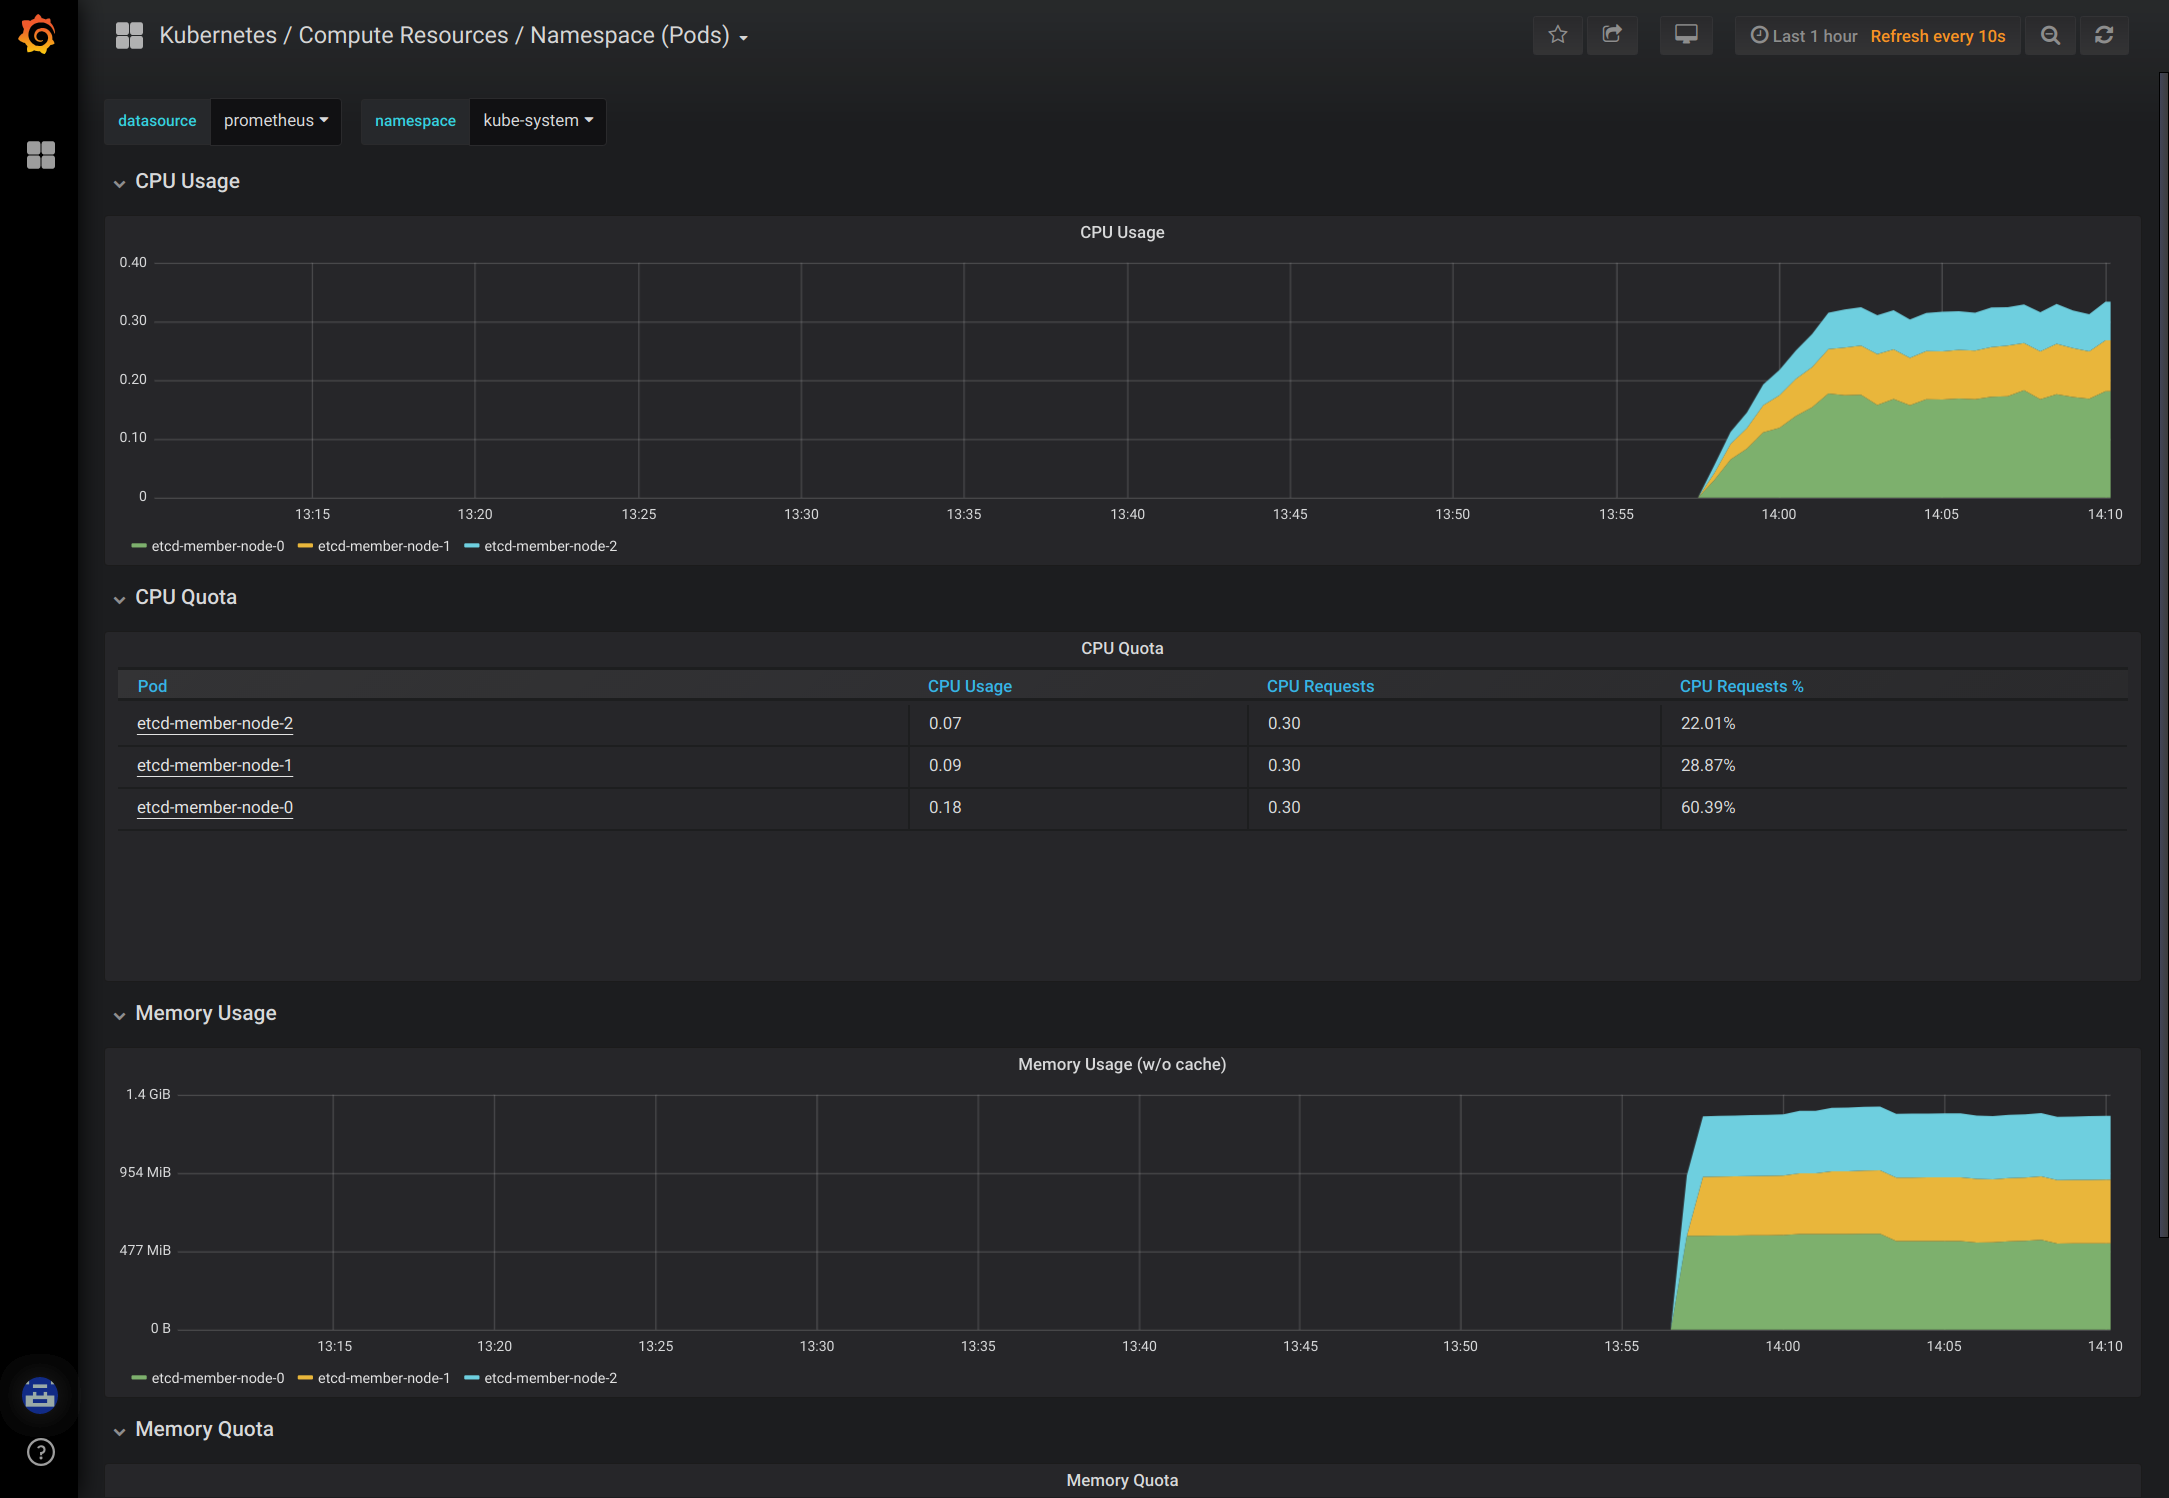 Kubernetes / Compute Resources / Namespace (Pods)
Last 1 hour Refresh every 10s
datasource prometheus namespace kube-system
CPU Usage
CPU Usage
0.40
0.30
0.20
0.10
0
13:15 13:20 13:25 13:30 13:35 13:40 13:45 13:50 13:55 14:00 14:05 14:10
etcd-member-node-0 etcd-member-node-1 etcd-member-node-2
CPU Quota
CPU Quota
Pod CPU Usage CPU Requests CPU Requests %
etcd-member-node-2 0.07 0.30 22.01%
etcd-member-node-1 0.09 0.30 28.87%
etcd-member-node-0 0.18 0.30 60.39%
Memory Usage
Memory Usage (w/o cache)
1.4 GiB
954 MiB
477 MiB
0 B
13:15 13:20 13:25 13:30 13:35 13:40 13:45 13:50 13:55 14:00 14:05 14:10
etcd-member-node-0 etcd-member-node-1 etcd-member-node-2
Memory Quota
Memory Quota